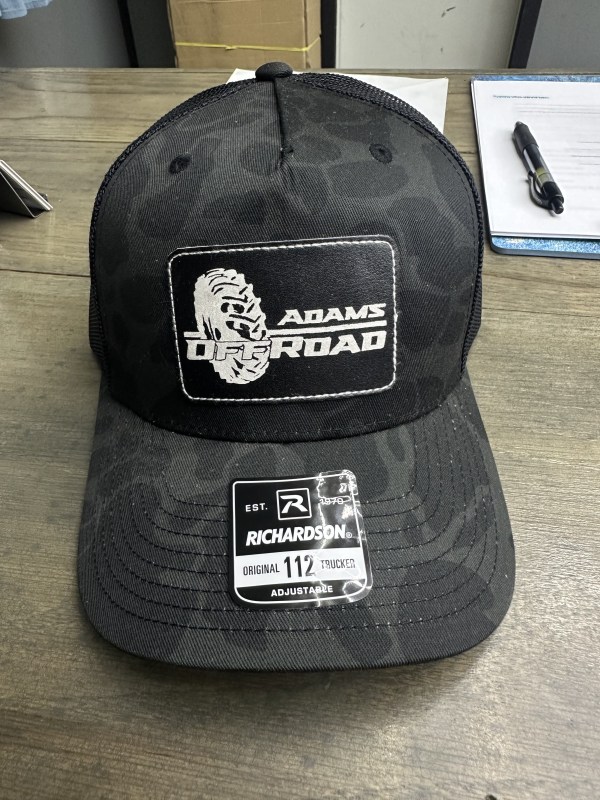 ADAMS
OFFROAD
EST. R 1970
RICHARDSON®
ORIGINAL 112 TRUCKER
ADJUSTABLE